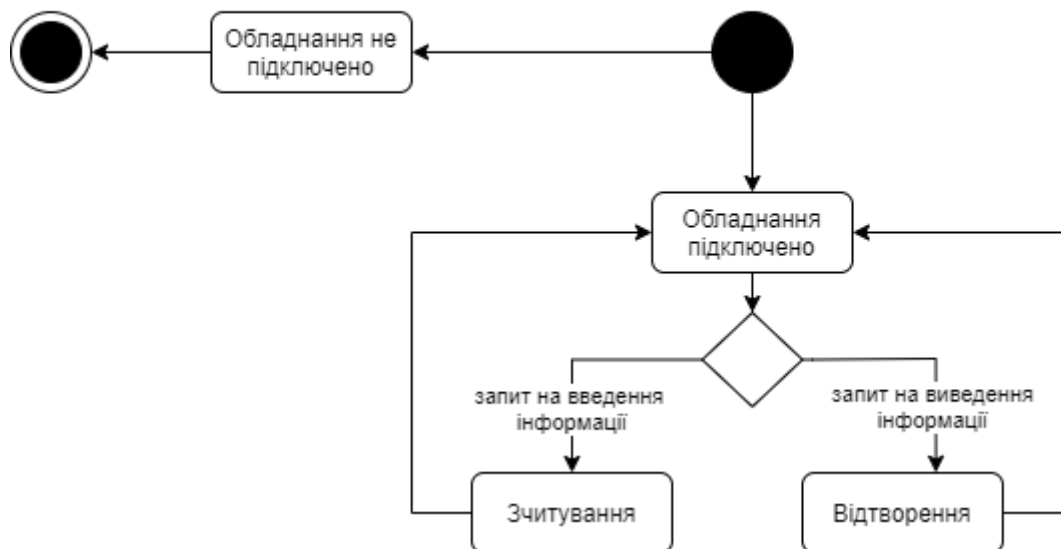 Обладнання не
підключено
Обладнання
підключено
запит на введення
інформації
запит на виведення
інформації
Зчитування
Відтворення